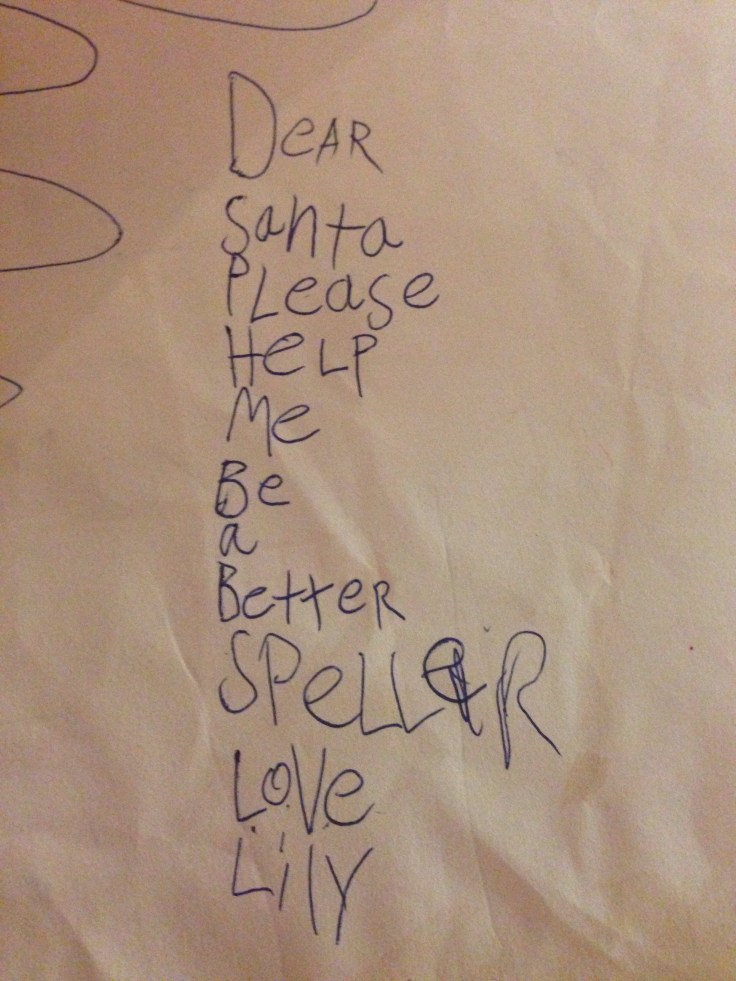 Dear
Santa
Please
Help
Me
Be
a
Better
Speller
Love
Lily